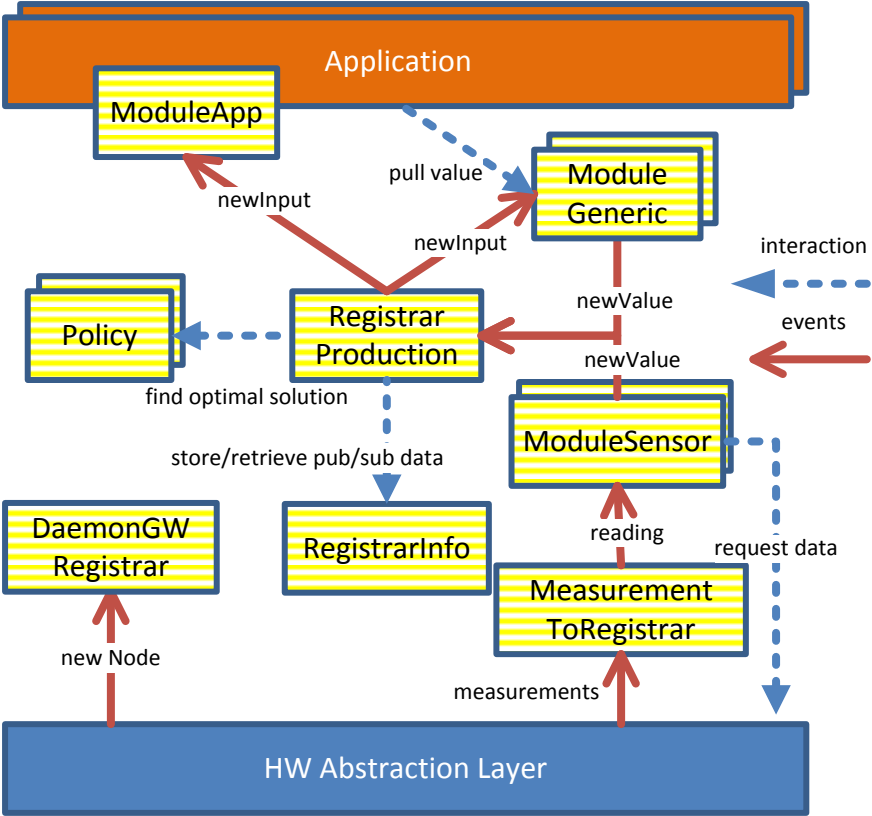 Application
ModuleApp
pull value
Module
Generic
newInput
newInput
interaction
newValue
events
Registrar
Production
Policy
newValue
find optimal solution
ModuleSensor
store/retrieve pub/sub data
DaemonGW
Registrar
RegistrarInfo
reading
request data
Measurement
ToRegistrar
new Node
measurements
HW Abstraction Layer